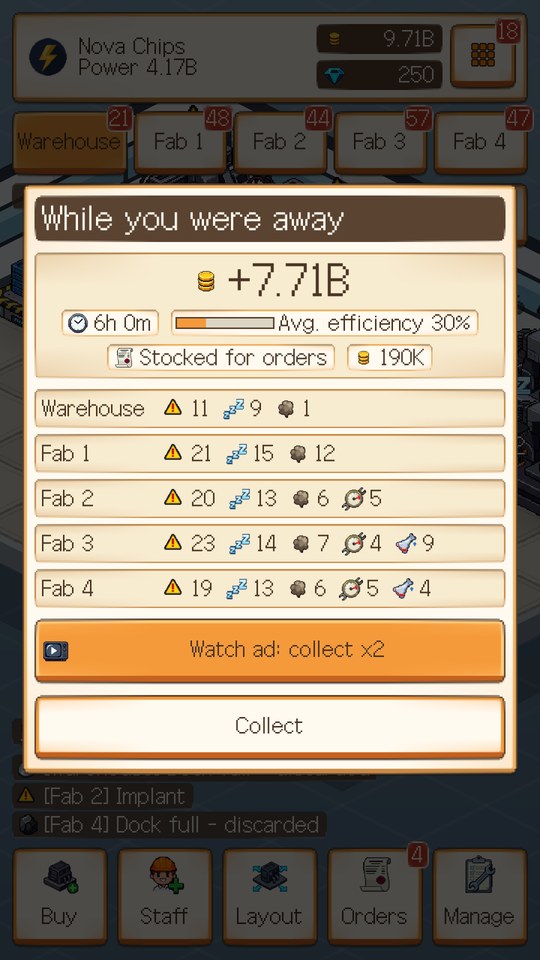 Nova Chips
Power 4.17B
9.71B
250
18
Warehouse 21
Fab 1 48
Fab 2 44
Fab 3 57
Fab 4 47
While you were away
+7.71B
6h 0m
Avg. efficiency 30%
Stocked for orders
190K
Warehouse 11 9 1
Fab 1 21 15 12
Fab 2 20 13 6 5
Fab 3 23 14 7 4 9
Fab 4 19 13 6 5 4
Watch ad: collect x2
Collect
[Fab 2] Implant
[Fab 4] Dock full - discarded
4
Buy
Staff
Layout
Orders
Manage